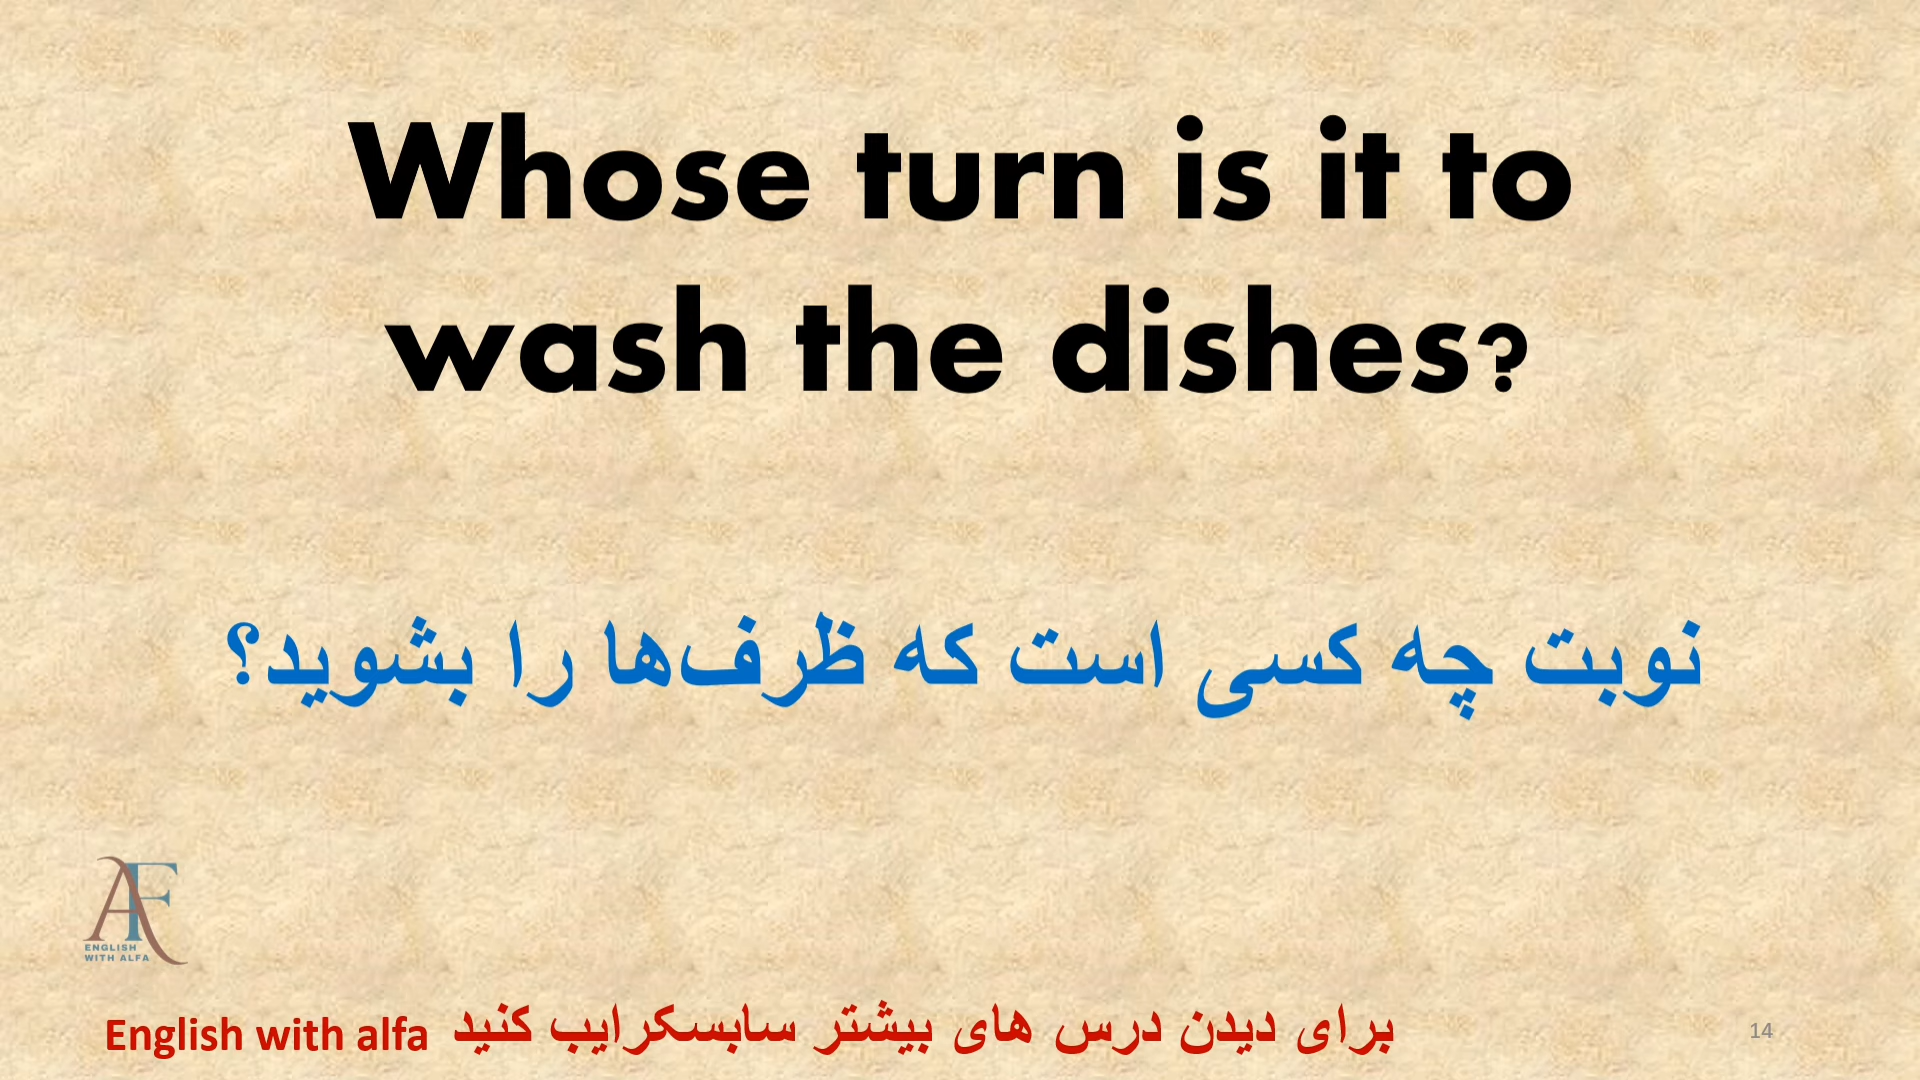 Whose turn is it to
wash the dishes?
نوبت چه کسی است که ظرف‌ها را بشوید؟
AF
ENGLISH
WITH ALFA
برای دیدن درس های بیشتر سابسکرایب کنید English with alfa
14